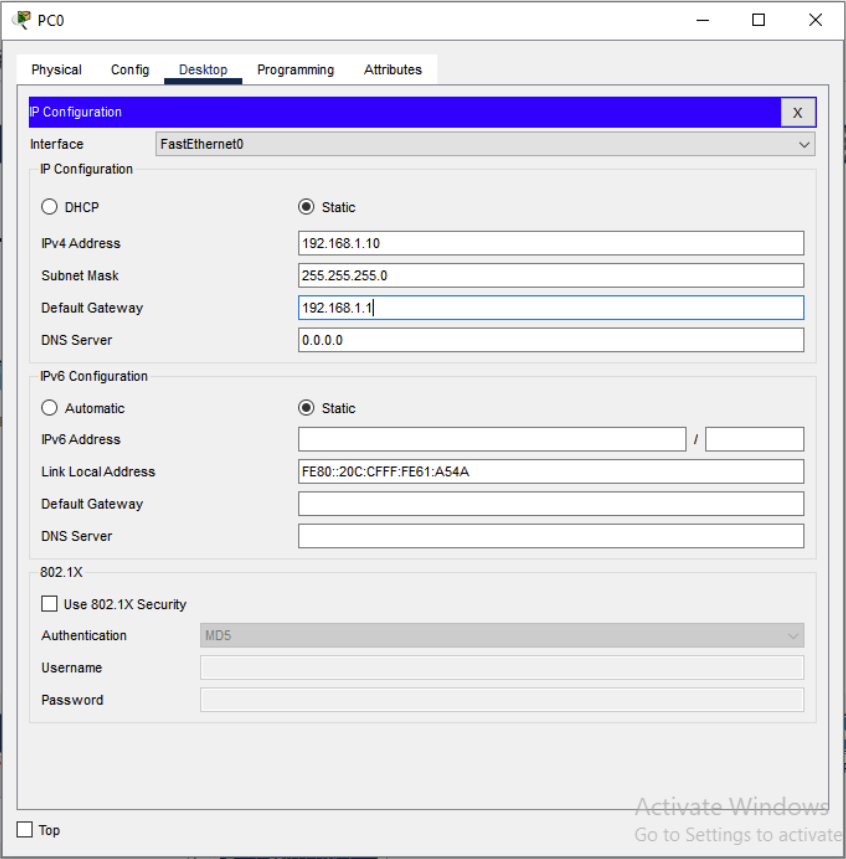 PC0
Physical Config Desktop Programming Attributes
IP Configuration X
Interface FastEthernet0
IP Configuration
DHCP Static
IPv4 Address 192.168.1.10
Subnet Mask 255.255.255.0
Default Gateway 192.168.1.1
DNS Server 0.0.0.0
IPv6 Configuration
Automatic Static
IPv6 Address /
Link Local Address FE80::20C:CFFF:FE61:A54A
Default Gateway
DNS Server
802.1X
Use 802.1X Security
Authentication MD5
Username
Password
Activate Windows
Go to Settings to activate
Top